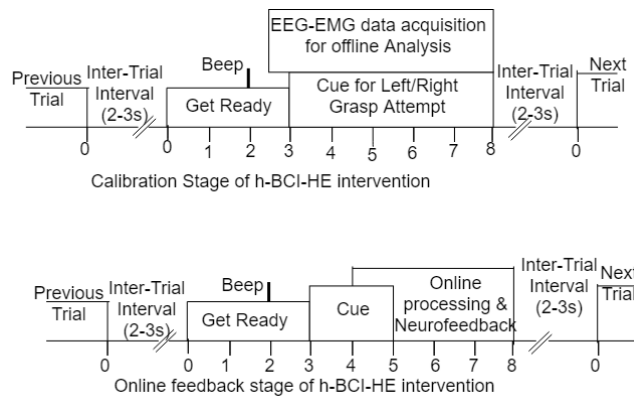 EEG-EMG data acquisition
for offline Analysis
Previous
Trial
Inter-Trial
Interval
(2-3s)
Beep
Get Ready
Cue for Left/Right
Grasp Attempt
Inter-Trial
Interval
(2-3s)
Next
Trial
0 0 1 2 3 4 5 6 7 8 0
Calibration Stage of h-BCI-HE intervention
Previous
Trial
Inter-Trial
Interval
(2-3s)
Beep
Get Ready
Cue
Online
processing &
Neurofeedback
Inter-Trial
Interval
(2-3s)
Next
Trial
0 0 1 2 3 4 5 6 7 8 0
Online feedback stage of h-BCI-HE intervention